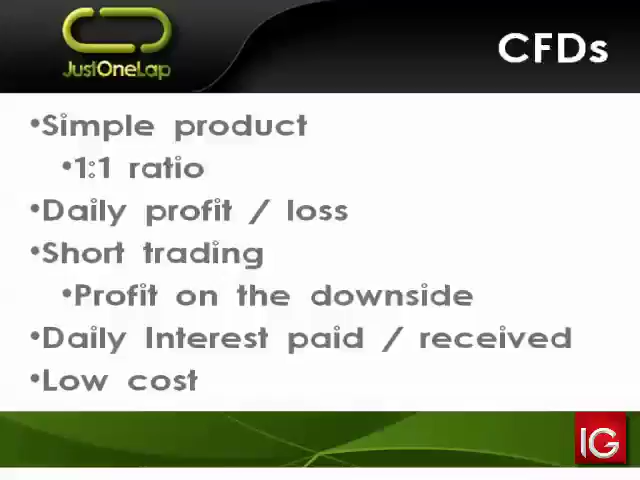 JustOneLap
CFDs
•Simple product
•1:1 ratio
•Daily profit / loss
•Short trading
•Profit on the downside
•Daily Interest paid / received
•Low cost
IG